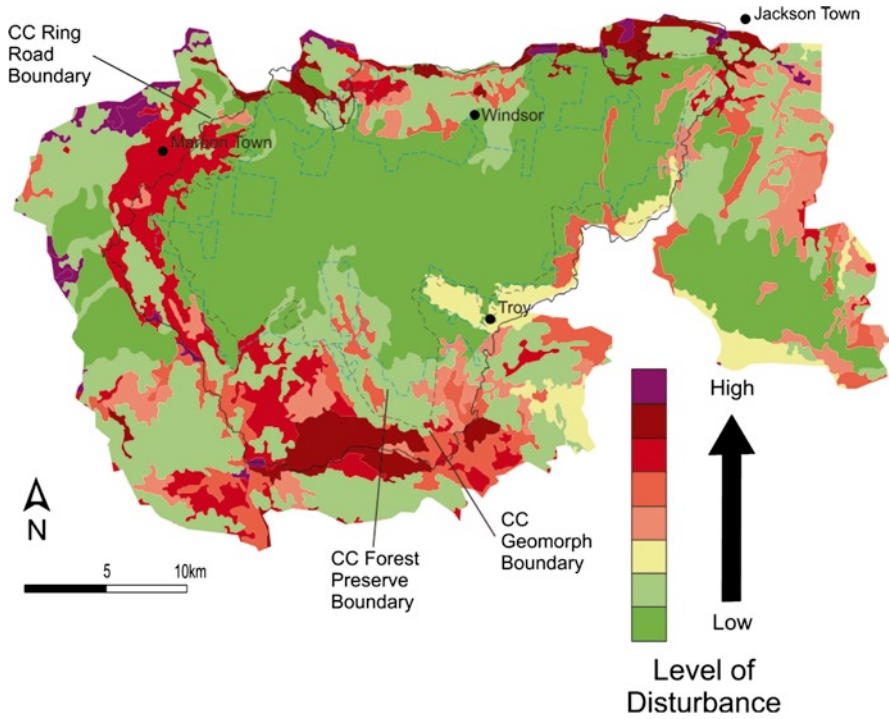 Jackson Town
CC Ring
Road
Boundary
Windsor
Maroon Town
Troy
High
Low
N
5
10km
CC Forest
Preserve
Boundary
CC
Geomorph
Boundary
Level of
Disturbance